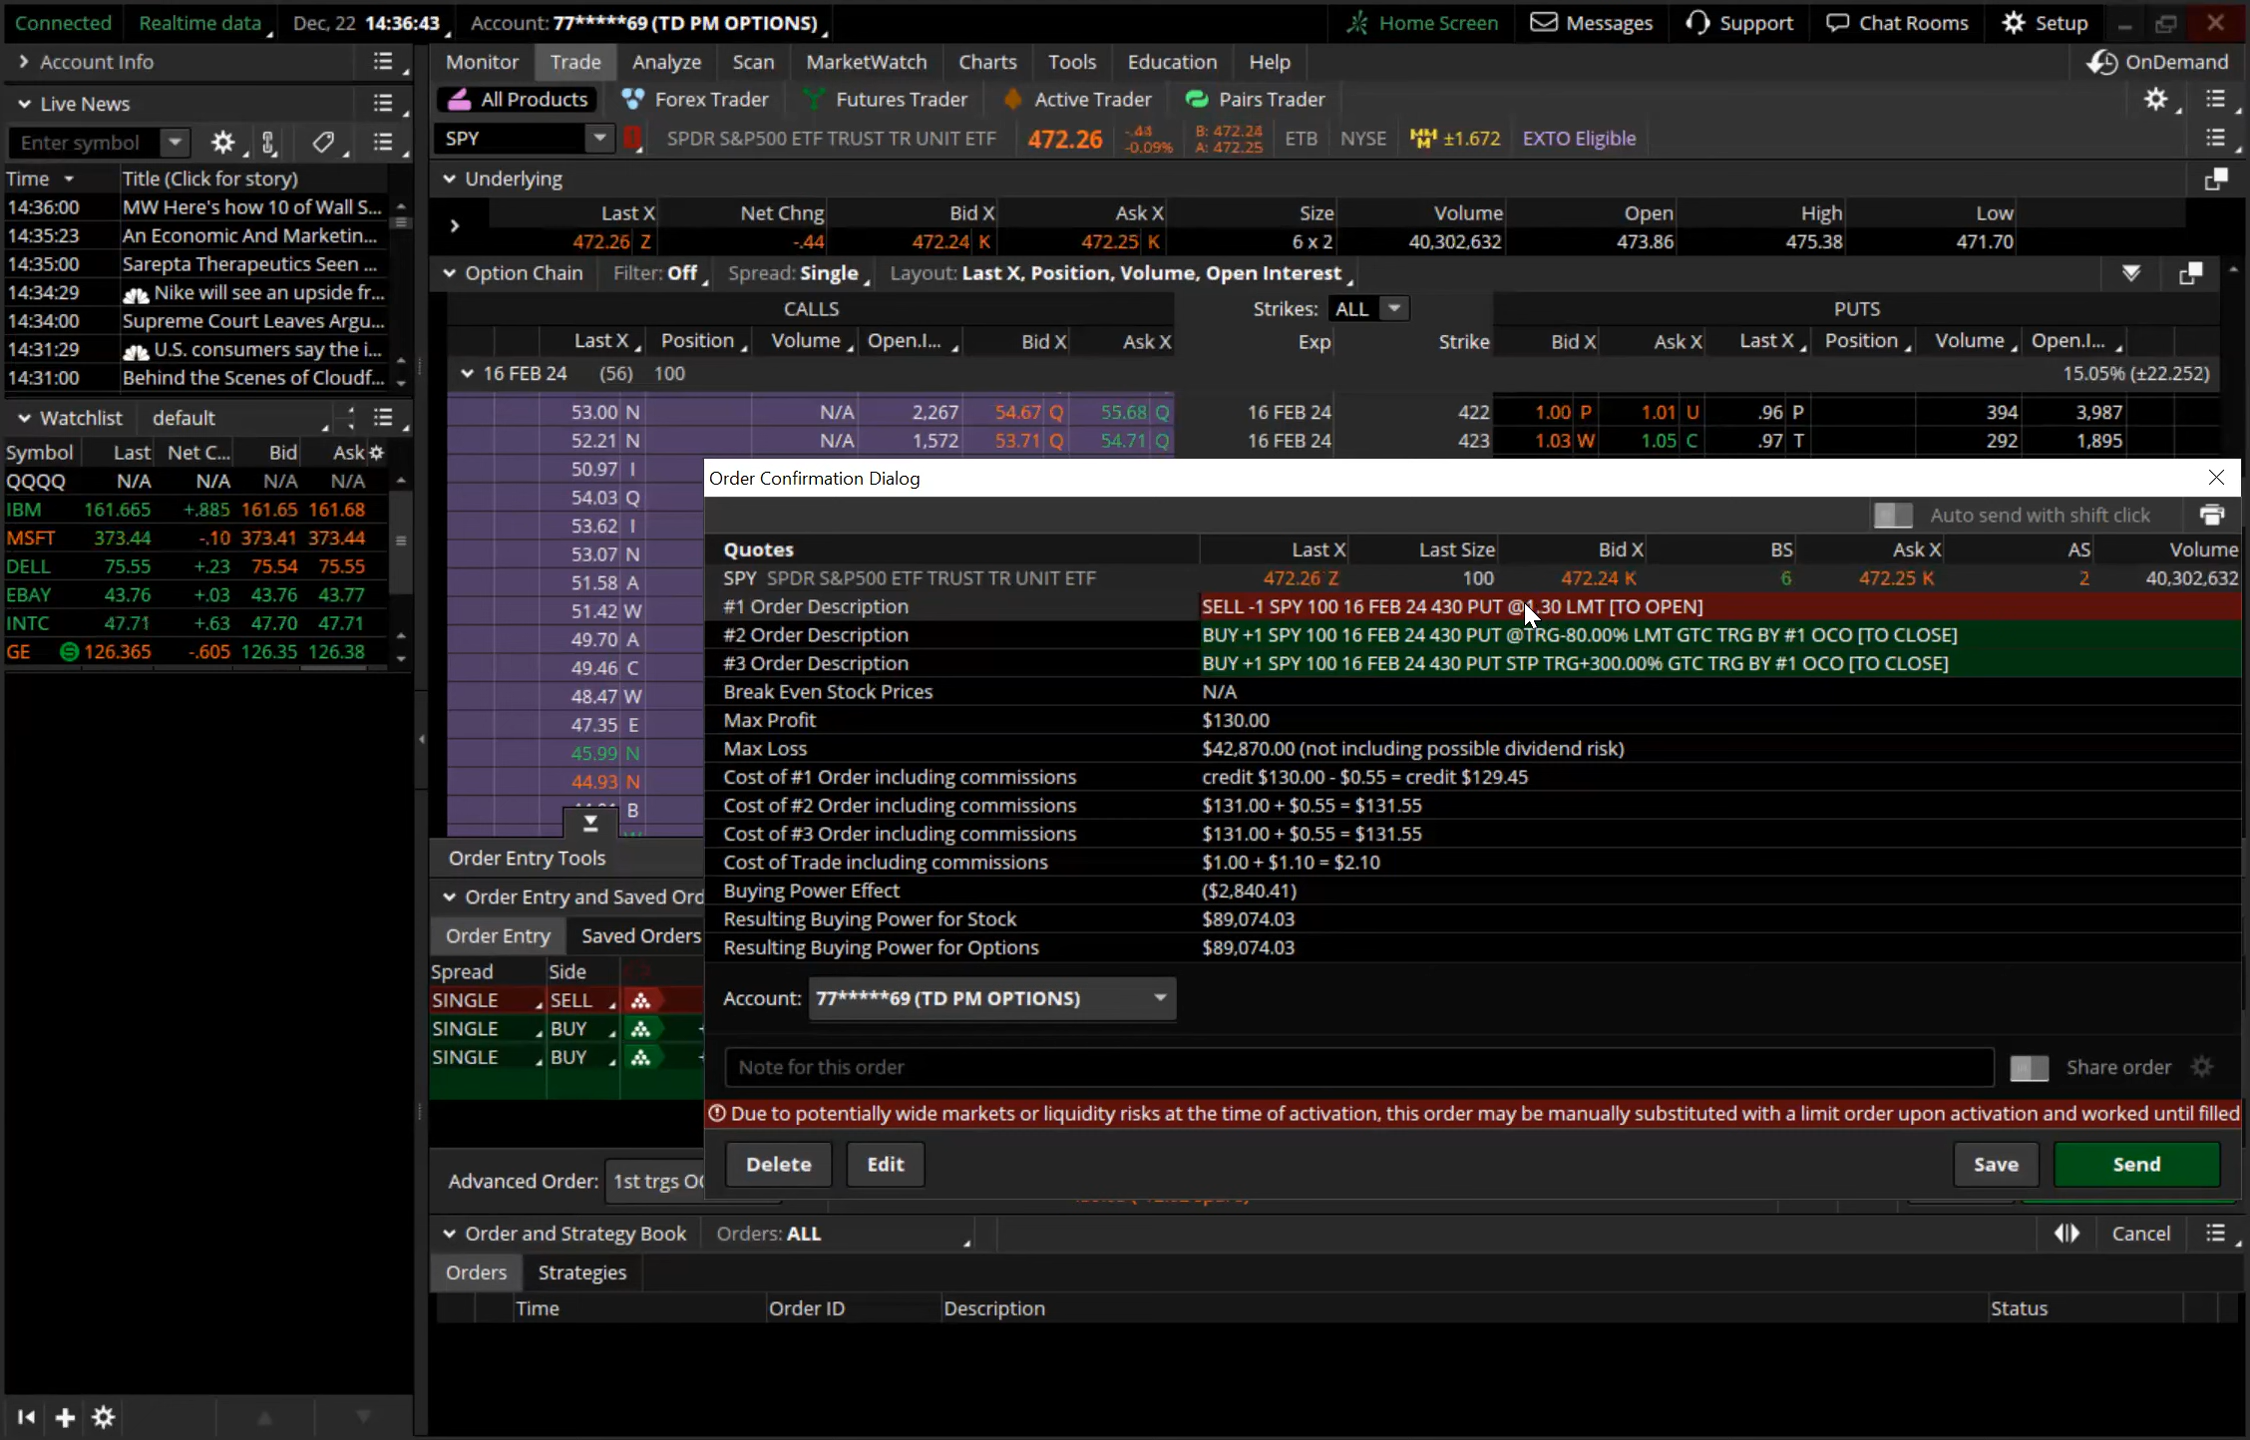 Connected Realtime data Dec, 22 14:36:43 Account: 77*****69 (TD PM OPTIONS) Home Screen Messages Support Chat Rooms Setup
Account Info
Monitor Trade Analyze Scan MarketWatch Charts Tools Education Help OnDemand
Live News
All Products Forex Trader Futures Trader Active Trader Pairs Trader
Enter symbol
SPY SPDR S&P500 ETF TRUST TR UNIT ETF 472.26 -.44 -0.09% B: 472.24 A: 472.25 ETB NYSE ±1.672 EXTO Eligible
Time Title (Click for story)
14:36:00 MW Here's how 10 of Wall S...
14:35:23 An Economic And Marketin...
14:35:00 Sarepta Therapeutics Seen ...
14:34:29 Nike will see an upside fr...
14:34:00 Supreme Court Leaves Argu...
14:31:29 U.S. consumers say the i...
14:31:00 Behind the Scenes of Cloudf...
Watchlist default
Symbol Last Net C... Bid Ask
QQQQ N/A N/A N/A N/A
IBM 161.665 +.885 161.65 161.68
MSFT 373.44 -.10 373.41 373.44
DELL 75.55 +.23 75.54 75.55
EBAY 43.76 +.03 43.76 43.77
INTC 47.71 +.63 47.70 47.71
GE S 126.365 -.605 126.35 126.38
Underlying
Last X Net Chng Bid X Ask X Size Volume Open High Low
472.26 Z -.44 472.24 K 472.25 K 6 x 2 40,302,632 473.86 475.38 471.70
Option Chain Filter: Off Spread: Single Layout: Last X, Position, Volume, Open Interest
CALLS Strikes: ALL PUTS
Last X Position Volume Open.I... Bid X Ask X Exp Strike Bid X Ask X Last X Position Volume Open.I...
16 FEB 24 (56) 100 15.05% (±22.252)
53.00 N N/A 2,267 54.67 Q 55.68 Q 16 FEB 24 422 1.00 P 1.01 U .96 P 394 3,987
52.21 N N/A 1,572 53.71 Q 54.71 Q 16 FEB 24 423 1.03 W 1.05 C .97 T 292 1,895
50.97 I
54.03 Q
53.62 I
53.07 N
51.58 A
51.42 W
49.70 A
49.46 C
48.47 W
47.35 E
45.99 N
44.93 N
B
Order Confirmation Dialog
Auto send with shift click
Quotes Last X Last Size Bid X BS Ask X AS Volume
SPY SPDR S&P500 ETF TRUST TR UNIT ETF 472.26 Z 100 472.24 K 6 472.25 K 2 40,302,632
#1 Order Description SELL -1 SPY 100 16 FEB 24 430 PUT @1.30 LMT [TO OPEN]
#2 Order Description BUY +1 SPY 100 16 FEB 24 430 PUT @TRG-80.00% LMT GTC TRG BY #1 OCO [TO CLOSE]
#3 Order Description BUY +1 SPY 100 16 FEB 24 430 PUT STP TRG+300.00% GTC TRG BY #1 OCO [TO CLOSE]
Break Even Stock Prices N/A
Max Profit $130.00
Max Loss $42,870.00 (not including possible dividend risk)
Cost of #1 Order including commissions credit $130.00 - $0.55 = credit $129.45
Cost of #2 Order including commissions $131.00 + $0.55 = $131.55
Cost of #3 Order including commissions $131.00 + $0.55 = $131.55
Cost of Trade including commissions $1.00 + $1.10 = $2.10
Buying Power Effect ($2,840.41)
Resulting Buying Power for Stock $89,074.03
Resulting Buying Power for Options $89,074.03
Account: 77*****69 (TD PM OPTIONS)
Note for this order Share order
Due to potentially wide markets or liquidity risks at the time of activation, this order may be manually substituted with a limit order upon activation and worked until filled
Delete Edit Save Send
Order Entry Tools
Order Entry and Saved Ord
Order Entry Saved Orders
Spread Side
SINGLE SELL
SINGLE BUY
SINGLE BUY
Advanced Order: 1st trgs OC
Order and Strategy Book Orders: ALL Cancel
Orders Strategies
Time Order ID Description Status